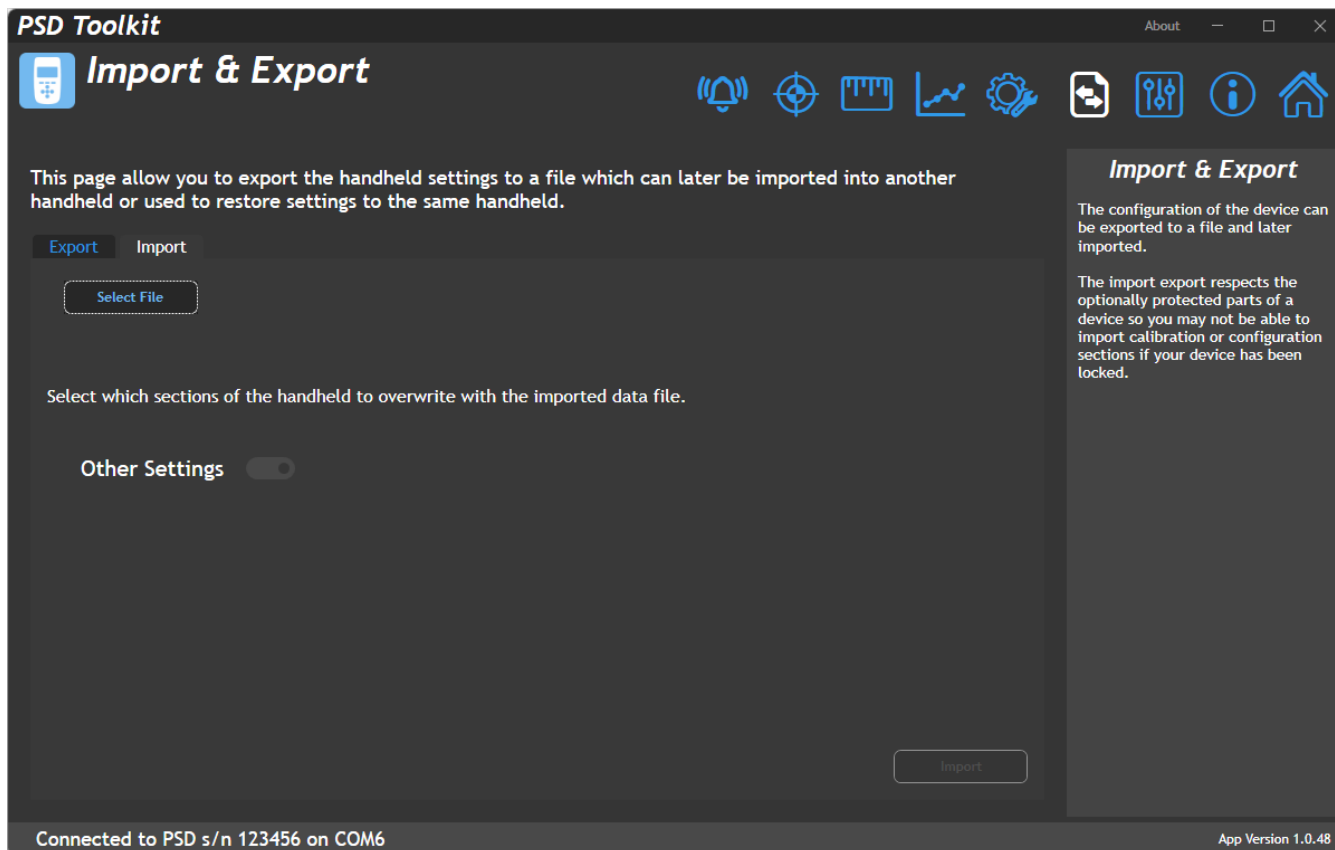 PSD Toolkit
About
Import & Export
This page allow you to export the handheld settings to a file which can later be imported into another
handheld or used to restore settings to the same handheld.
Export Import
Select File
Select which sections of the handheld to overwrite with the imported data file.
Other Settings
Import
Import & Export
The configuration of the device can
be exported to a file and later
imported.
The import export respects the
optionally protected parts of a
device so you may not be able to
import calibration or configuration
sections if your device has been
locked.
Connected to PSD s/n 123456 on COM6
App Version 1.0.48